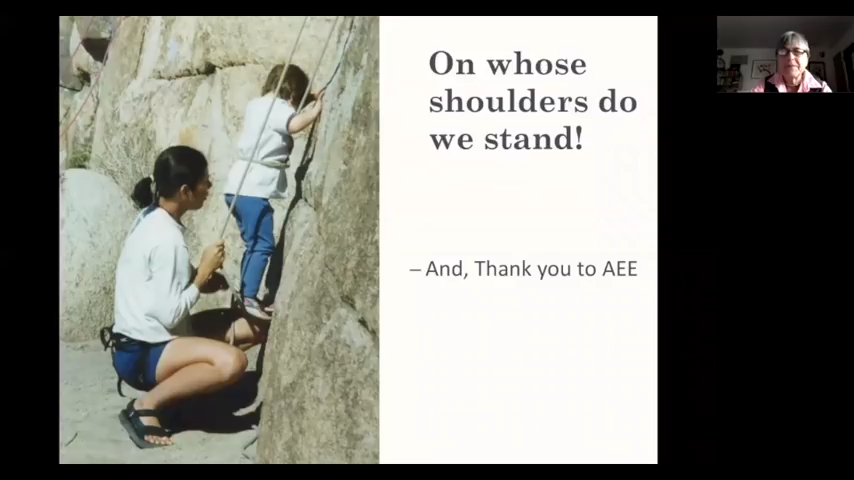 On whose
shoulders do
we stand!
– And, Thank you to AEE